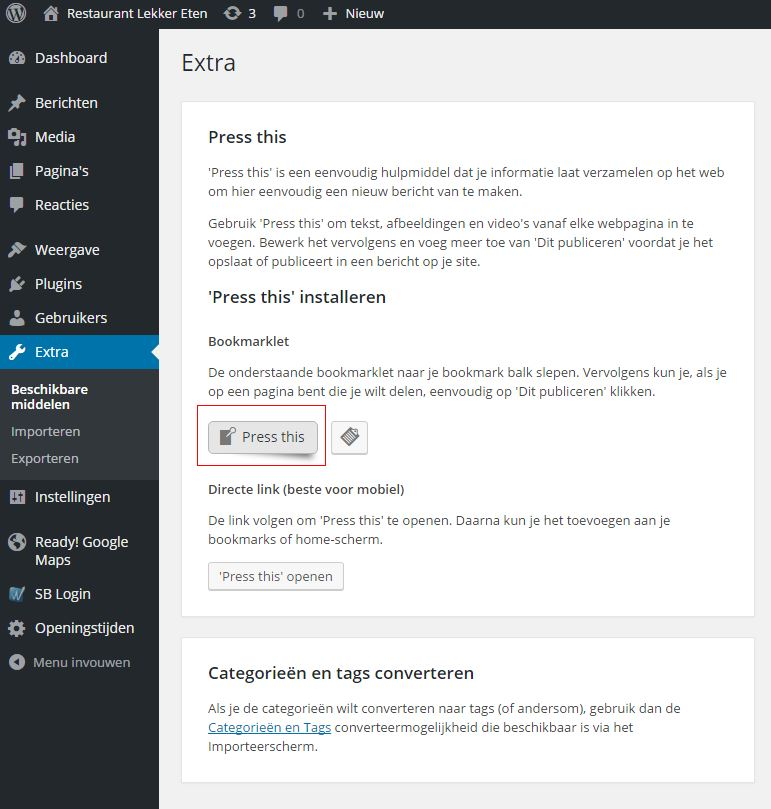 Restaurant Lekker Eten 3 0 Nieuw
Dashboard
Berichten
Media
Pagina's
Reacties
Weergave
Plugins
Gebruikers
Extra
Beschikbare
middelen
Importeren
Exporteren
Instellingen
Ready! Google
Maps
SB Login
Openingstijden
Menu invouwen
Extra
Press this
'Press this' is een eenvoudig hulpmiddel dat je informatie laat verzamelen op het web
om hier eenvoudig een nieuw bericht van te maken.
Gebruik 'Press this' om tekst, afbeeldingen en video's vanaf elke webpagina in te
voegen. Bewerk het vervolgens en voeg meer toe van 'Dit publiceren' voordat je het
opslaat of publiceert in een bericht op je site.
'Press this' installeren
Bookmarklet
De onderstaande bookmarklet naar je bookmark balk slepen. Vervolgens kun je, als je
op een pagina bent die je wilt delen, eenvoudig op 'Dit publiceren' klikken.
Press this
Directe link (beste voor mobiel)
De link volgen om 'Press this' te openen. Daarna kun je het toevoegen aan je
bookmarks of home-scherm.
'Press this' openen
Categorieën en tags converteren
Als je de categorieën wilt converteren naar tags (of andersom), gebruik dan de
Categorieën en Tags converteermogelijkheid die beschikbaar is via het
Importeerscherm.